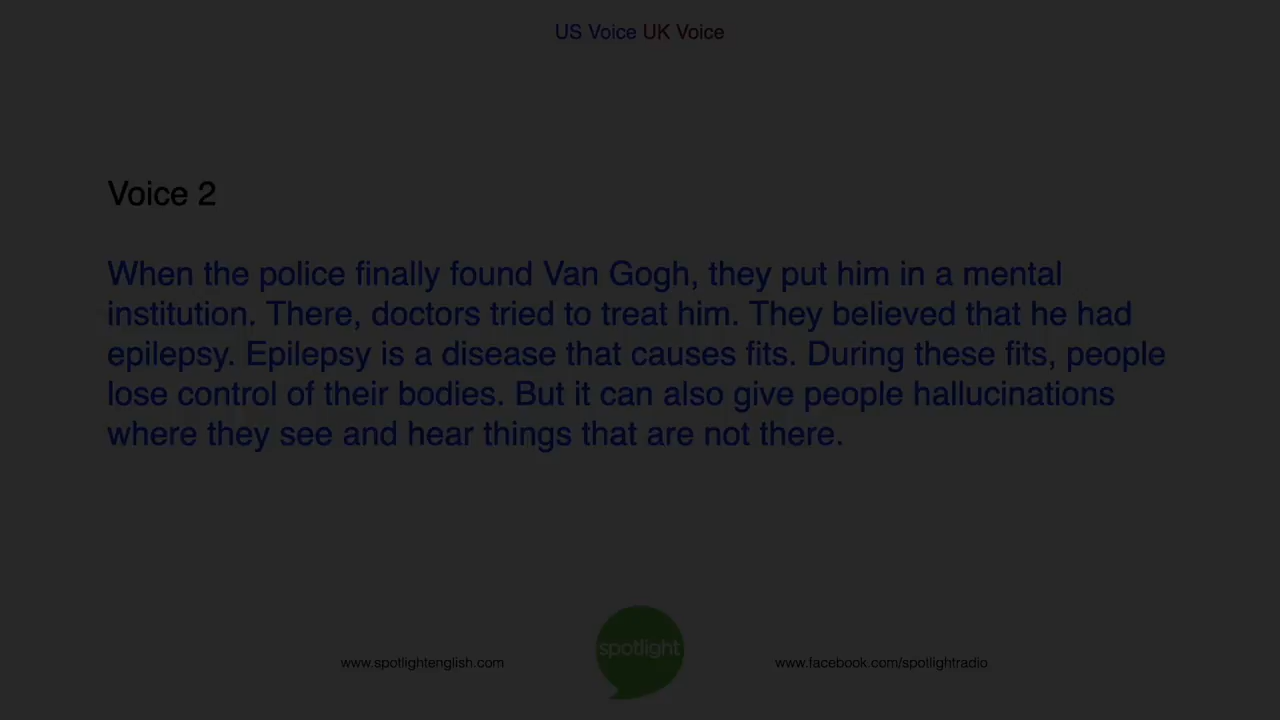 US Voice UK Voice
Voice 2
When the police finally found Van Gogh, they put him in a mental
institution. There, doctors tried to treat him. They believed that he had
epilepsy. Epilepsy is a disease that causes fits. During these fits, people
lose control of their bodies. But it can also give people hallucinations
where they see and hear things that are not there.
spotlight
www.spotlightenglish.com
www.facebook.com/spotlightradio